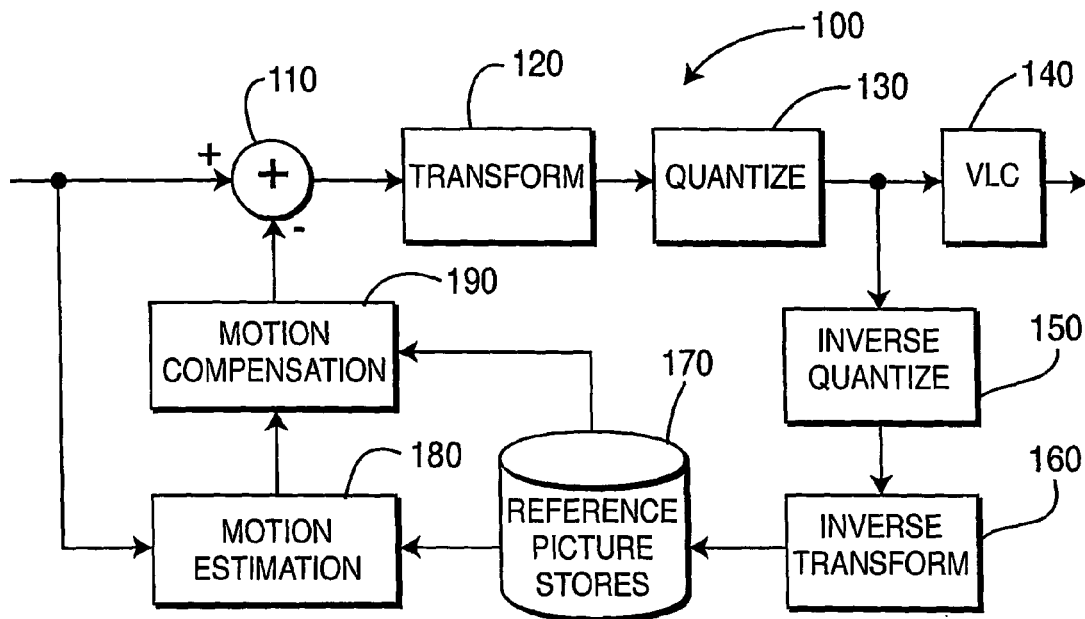 100
110
120
130
140
+
+
TRANSFORM
QUANTIZE
VLC
-
190
MOTION
COMPENSATION
170
150
INVERSE
QUANTIZE
180
MOTION
ESTIMATION
REFERENCE
PICTURE
STORES
160
INVERSE
TRANSFORM